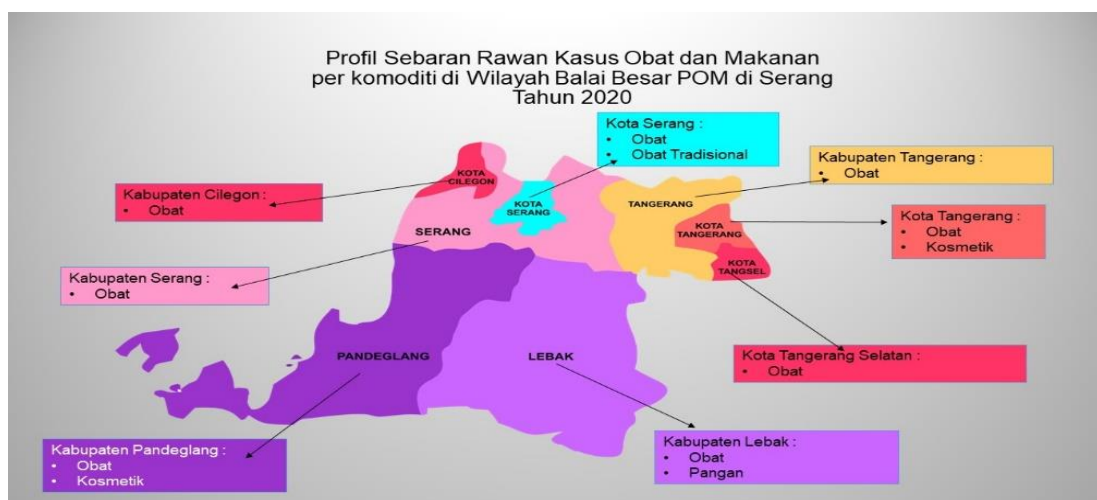 Profil Sebaran Rawan Kasus Obat dan Makanan
per komoditi di Wilayah Balai Besar POM di Serang
Tahun 2020
Kota Serang :
• Obat
• Obat Tradisional
Kabupaten Tangerang :
• Obat
Kabupaten Cilegon :
• Obat
Kota Tangerang :
• Obat
• Kosmetik
Kabupaten Serang :
• Obat
Kota Tangerang Selatan :
• Obat
Kabupaten Pandeglang :
• Obat
• Kosmetik
Kabupaten Lebak :
• Obat
• Pangan
KOTA
CILEGON
KOTA
SERANG
SERANG
TANGERANG
KOTA
TANGERANG
KOTA
TANGSEL
PANDEGLANG
LEBAK